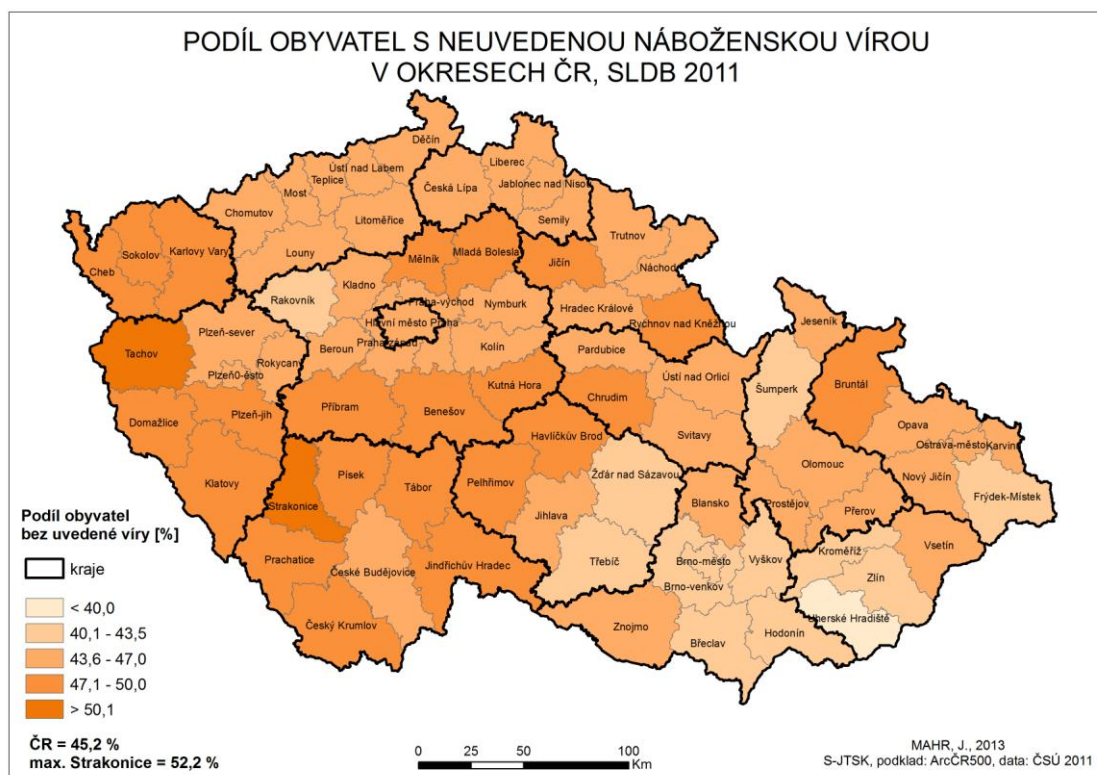 PODÍL OBYVATEL S NEUVEDENOU NÁBOŽENSKOU VÍROU
V OKRESECH ČR, SLDB 2011
Děčín
Liberec
Ústí nad Labem
Teplice
Jablonec nad Nisou
Česká Lípa
Most
Chomutov
Litoměřice
Semily
Trutnov
Louny
Sokolov
Karlovy Vary
Mělník
Mladá Boleslav
Jičín
Náchod
Cheb
Kladno
Rakovník
Praha-východ
Nymburk
Hradec Králové
Rychnov nad Kněžnou
Jeseník
Hlavní město Praha
Plzeň-sever
Tachov
Beroun
Praha-západ
Kolín
Pardubice
Rokycany
Plzeň-město
Ústí nad Orlicí
Šumperk
Bruntál
Kutná Hora
Chrudim
Příbram
Benešov
Plzeň-jih
Domažlice
Opava
Ostrava-město
Karviná
Havlíčkův Brod
Svitavy
Olomouc
Nový Jičín
Písek
Žďár nad Sázavou
Klatovy
Tábor
Pelhřimov
Frýdek-Místek
Strakonice
Blansko
Prostějov
Přerov
Jihlava
Vsetín
Kroměříž
Prachatice
České Budějovice
Jindřichův Hradec
Třebíč
Brno-město
Vyškov
Zlín
Brno-venkov
Uherské Hradiště
Český Krumlov
Znojmo
Hodonín
Břeclav
Podíl obyvatel
bez uvedené víry [%]
kraje
< 40,0
40,1 - 43,5
43,6 - 47,0
47,1 - 50,0
> 50,1
ČR = 45,2 %
max. Strakonice = 52,2 %
0 25 50 100
Km
MAHR, J., 2013
S-JTSK, podklad: ArcČR500, data: ČSÚ 2011